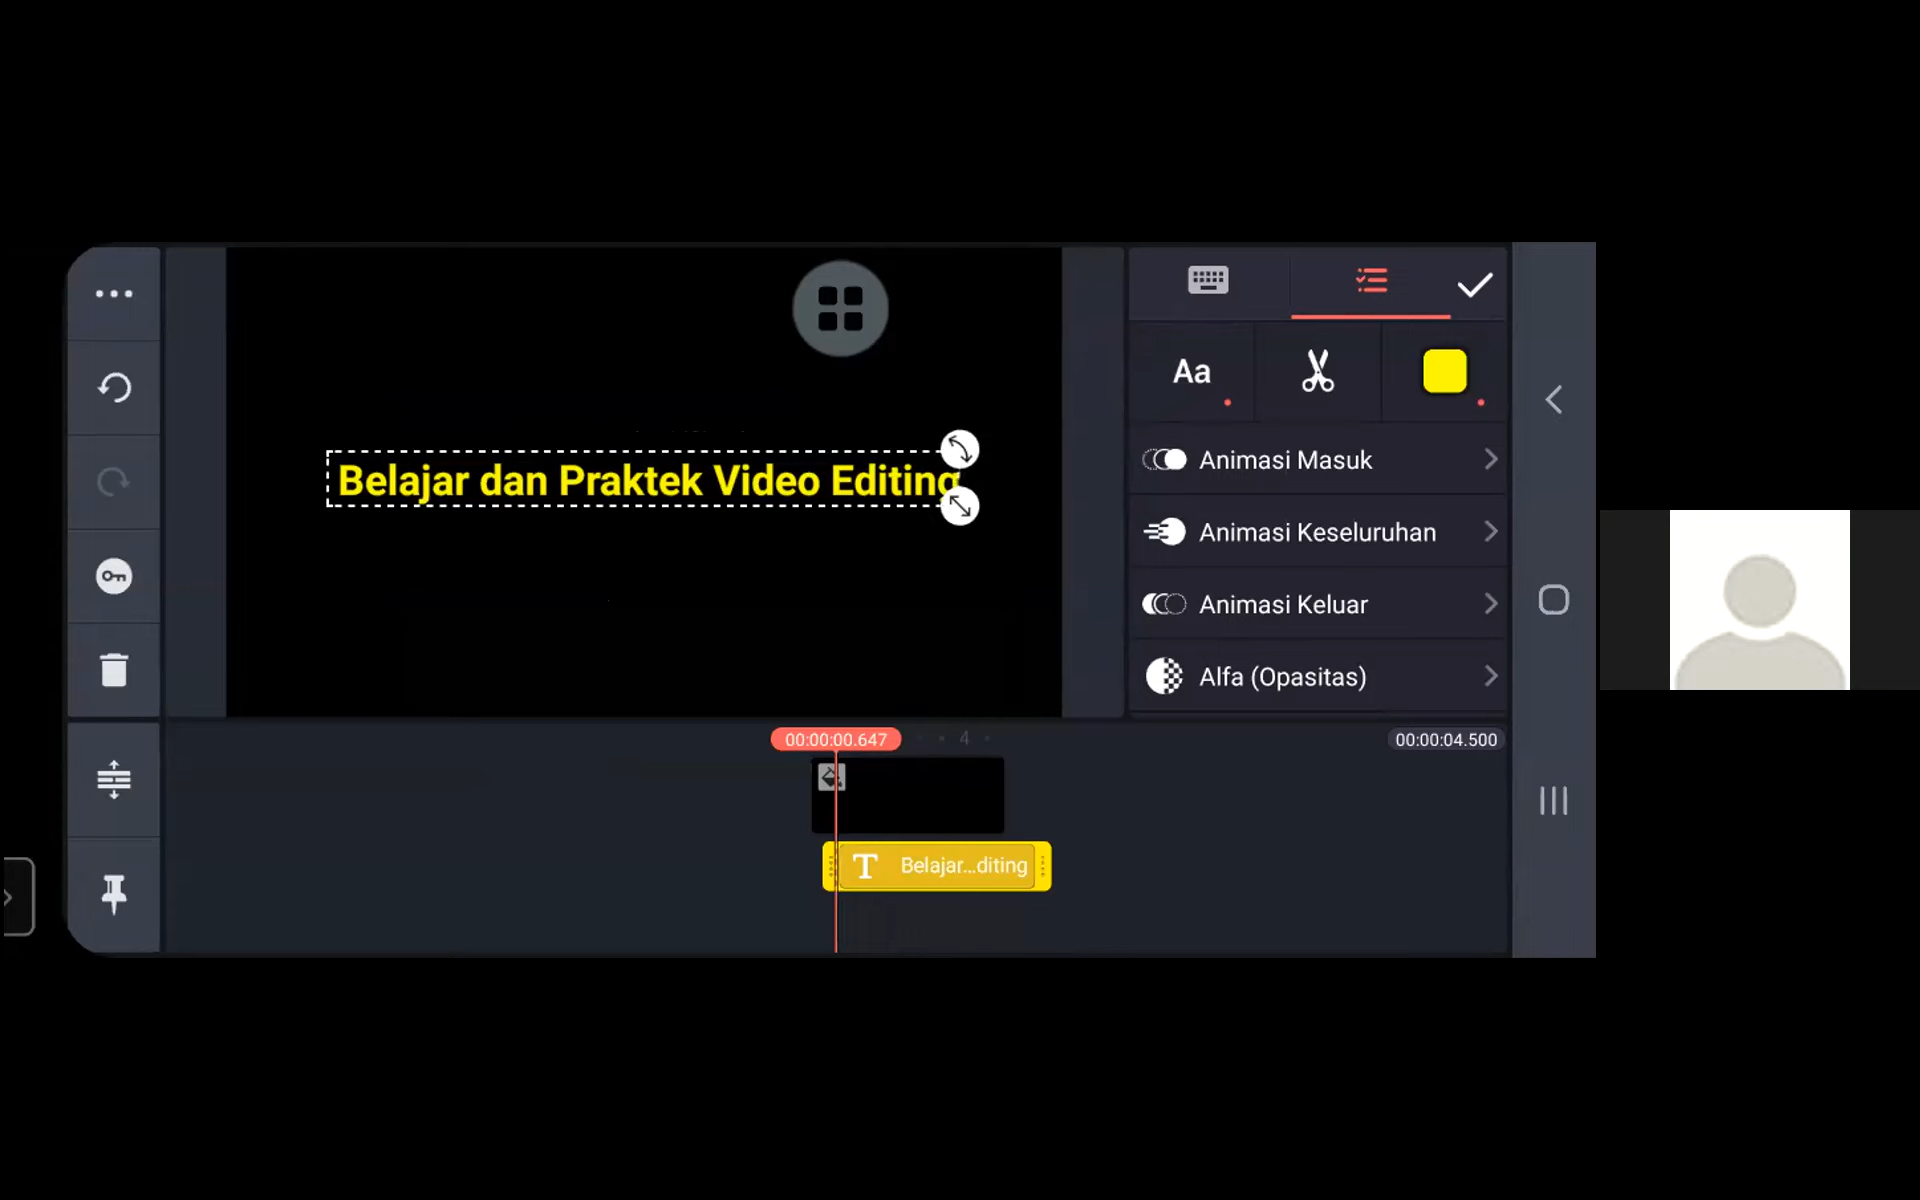 Belajar dan Praktek Video Editing
Aa
Animasi Masuk
Animasi Keseluruhan
Animasi Keluar
Alfa (Opasitas)
00:00:00.647
4
00:00:04.500
T Belajar...diting